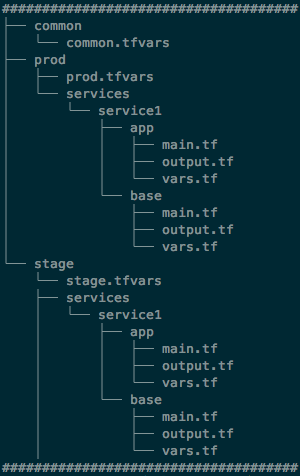 ####################################
├── common
│   └── common.tfvars
├── prod
│   ├── prod.tfvars
│   └── services
│       └── service1
│           ├── app
│           │   ├── main.tf
│           │   ├── output.tf
│           │   └── vars.tf
│           └── base
│               ├── main.tf
│               ├── output.tf
│               └── vars.tf
└── stage
    └── stage.tfvars
    ├── services
    │   └── service1
    │       ├── app
    │       │   ├── main.tf
    │       │   ├── output.tf
    │       │   └── vars.tf
    │       └── base
    │           ├── main.tf
    │           ├── output.tf
    │           └── vars.tf
####################################